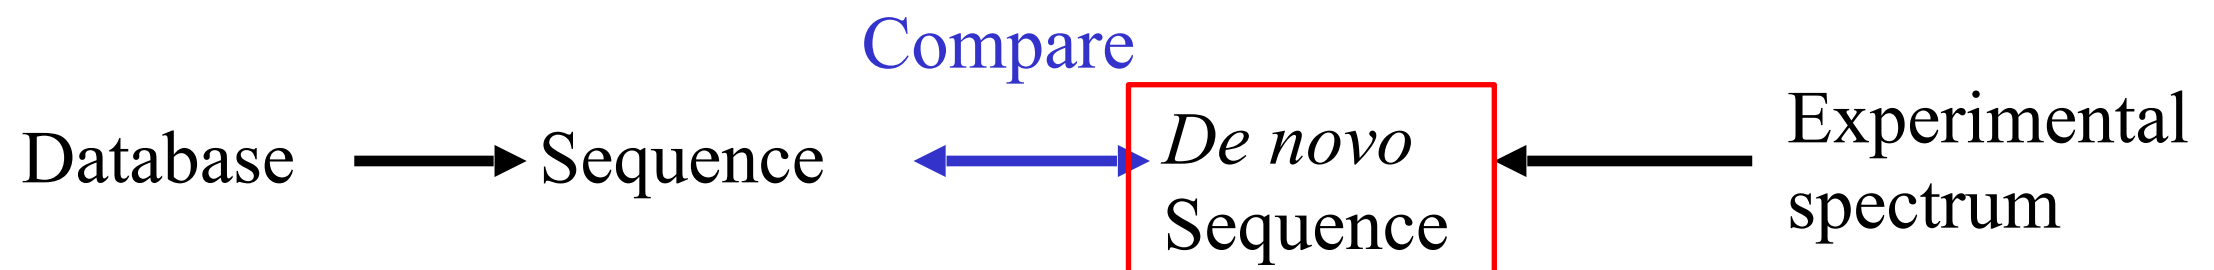 Compare
Database
Sequence
De novo
Sequence
Experimental
spectrum